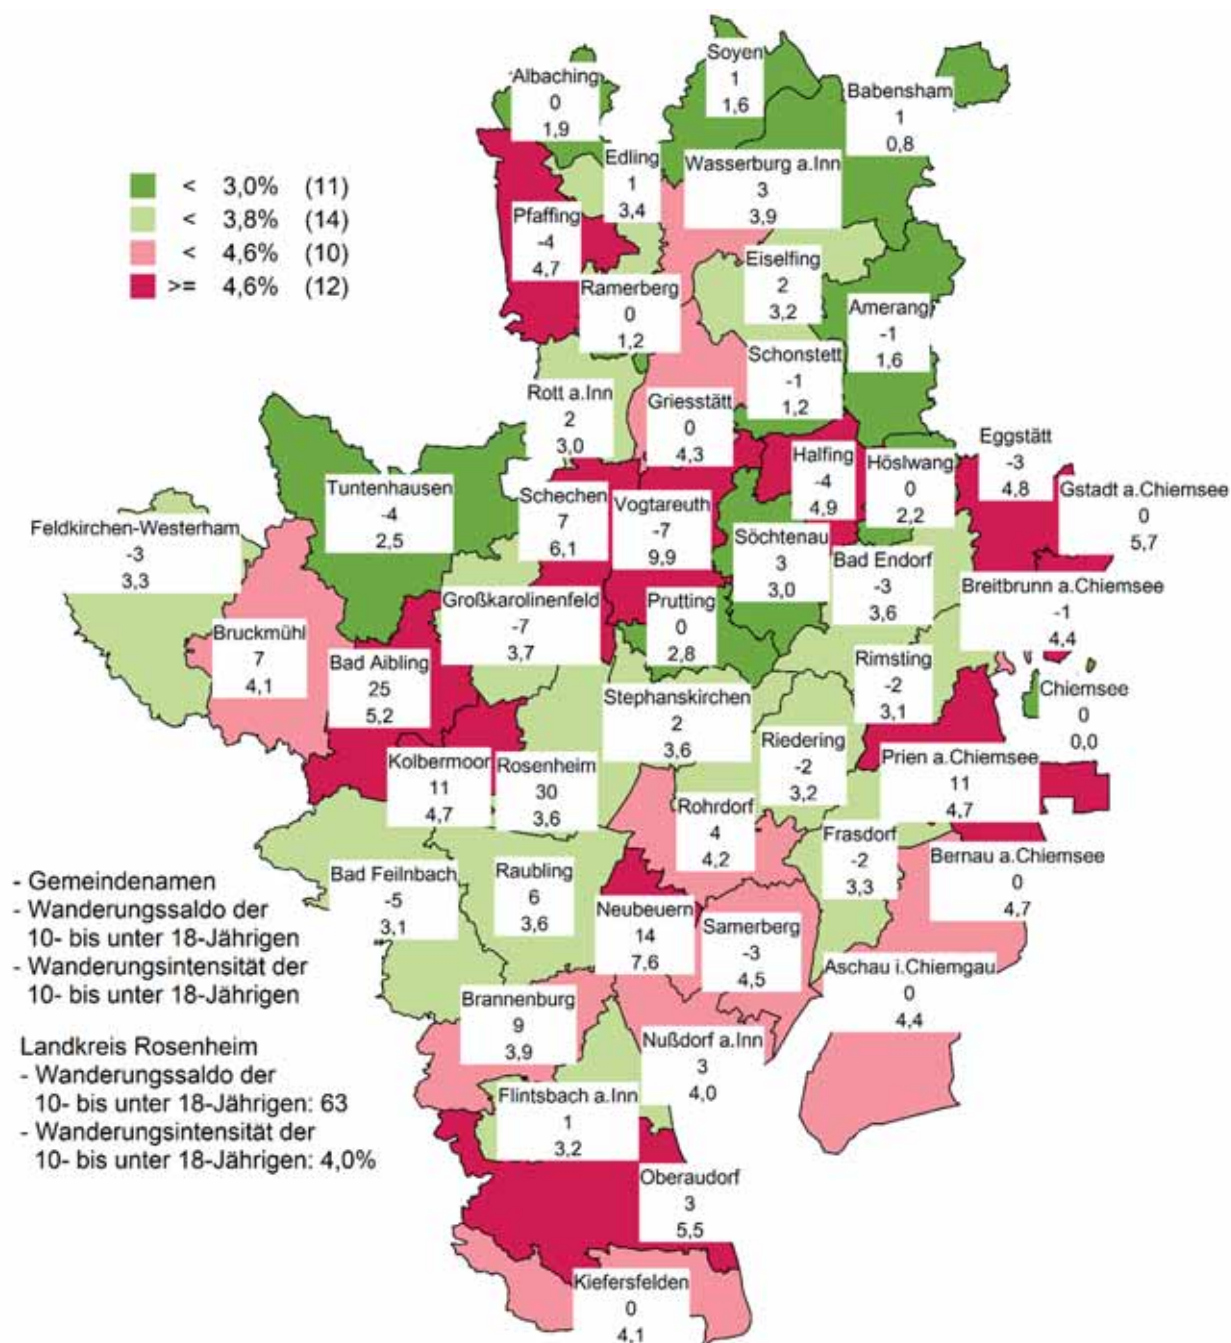 Soyen
1
1,6
Albaching
0
1,9
Babensham
1
0,8
Edling
1
3,4
Wasserburg a.Inn
3
3,9
< 3,0% (11)
< 3,8% (14)
< 4,6% (10)
>= 4,6% (12)
Pfaffing
-4
4,7
Eiselfing
2
3,2
Ramerberg
0
1,2
Amerang
-1
1,6
Schonstett
-1
1,2
Rott a.Inn
2
3,0
Griesstätt
0
4,3
Eggstätt
-3
4,8
Halfing
-4
4,9
Höslwang
0
2,2
Tuntenhausen
-4
2,5
Schechen
7
6,1
Vogtareuth
-7
9,9
Gstadt a.Chiemsee
0
5,7
Feldkirchen-Westerham
-3
3,3
Söchtenau
3
3,0
Bad Endorf
-3
3,6
Breitbrunn a.Chiemsee
-1
4,4
Großkarolinenfeld
-7
3,7
Prutting
0
2,8
Bruckmühl
7
4,1
Bad Aibling
25
5,2
Rimsting
-2
3,1
Chiemsee
0
0,0
Stephanskirchen
2
3,6
Riedering
-2
3,2
Prien a.Chiemsee
11
4,7
Kolbermoor
11
4,7
Rosenheim
30
3,6
Rohrdorf
4
4,2
Frasdorf
-2
3,3
Bernau a.Chiemsee
0
4,7
Bad Feilnbach
-5
3,1
Raubling
6
3,6
Neubeuern
14
7,6
Samerberg
-3
4,5
Aschau i.Chiemgau
0
4,4
- Gemeindenamen
- Wanderungssaldo der
10- bis unter 18-Jährigen
- Wanderungsintensität der
10- bis unter 18-Jährigen
Brannenburg
9
3,9
Nußdorf a.Inn
3
4,0
Landkreis Rosenheim
- Wanderungssaldo der
10- bis unter 18-Jährigen: 63
- Wanderungsintensität der
10- bis unter 18-Jährigen: 4,0%
Flintsbach a.Inn
1
3,2
Oberaudorf
3
5,5
Kiefersfelden
0
4,1